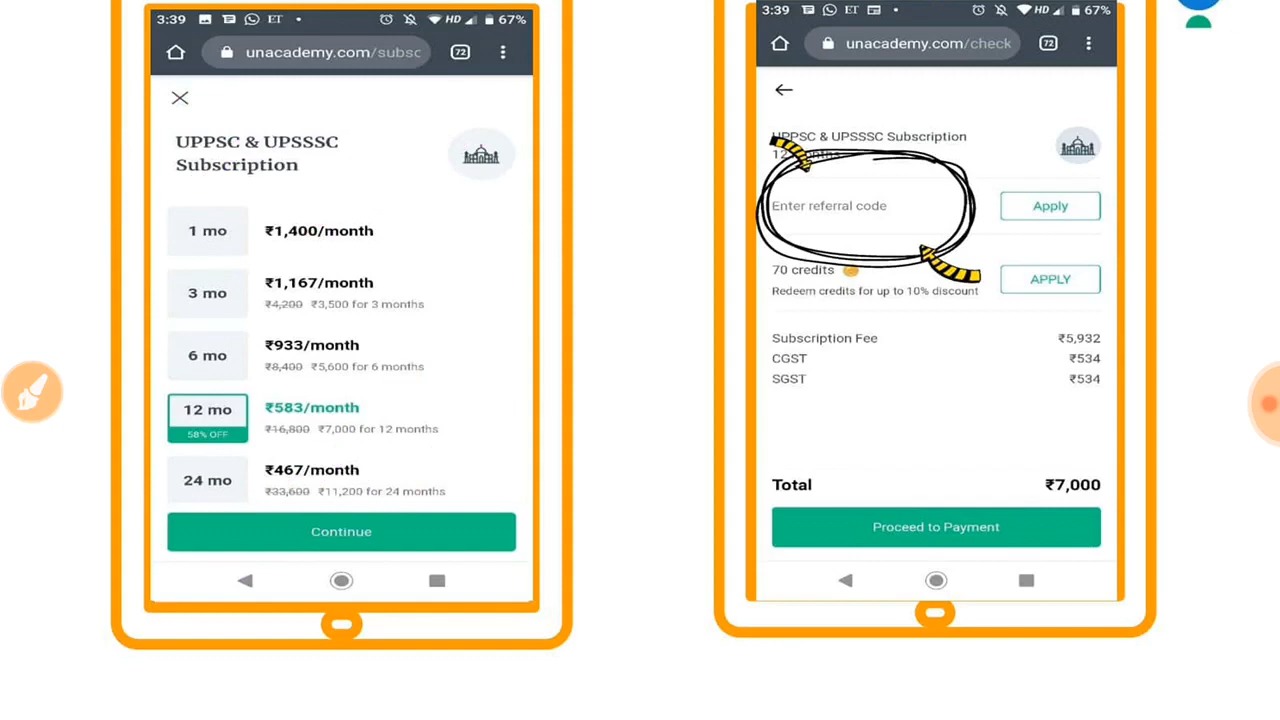 3:39 ET HD 67%
unacademy.com/subsc 72
UPPSC & UPSSSC
Subscription
1 mo ₹1,400/month
3 mo ₹1,167/month
₹4,200 ₹3,500 for 3 months
6 mo ₹933/month
₹8,400 ₹5,600 for 6 months
12 mo ₹583/month
58% OFF ₹16,800 ₹7,000 for 12 months
24 mo ₹467/month
₹33,600 ₹11,200 for 24 months
Continue
3:39 ET HD 67%
unacademy.com/check 72
UPPSC & UPSSSC Subscription
12 months
Enter referral code Apply
70 credits APPLY
Redeem credits for up to 10% discount
Subscription Fee ₹5,932
CGST ₹534
SGST ₹534
Total ₹7,000
Proceed to Payment